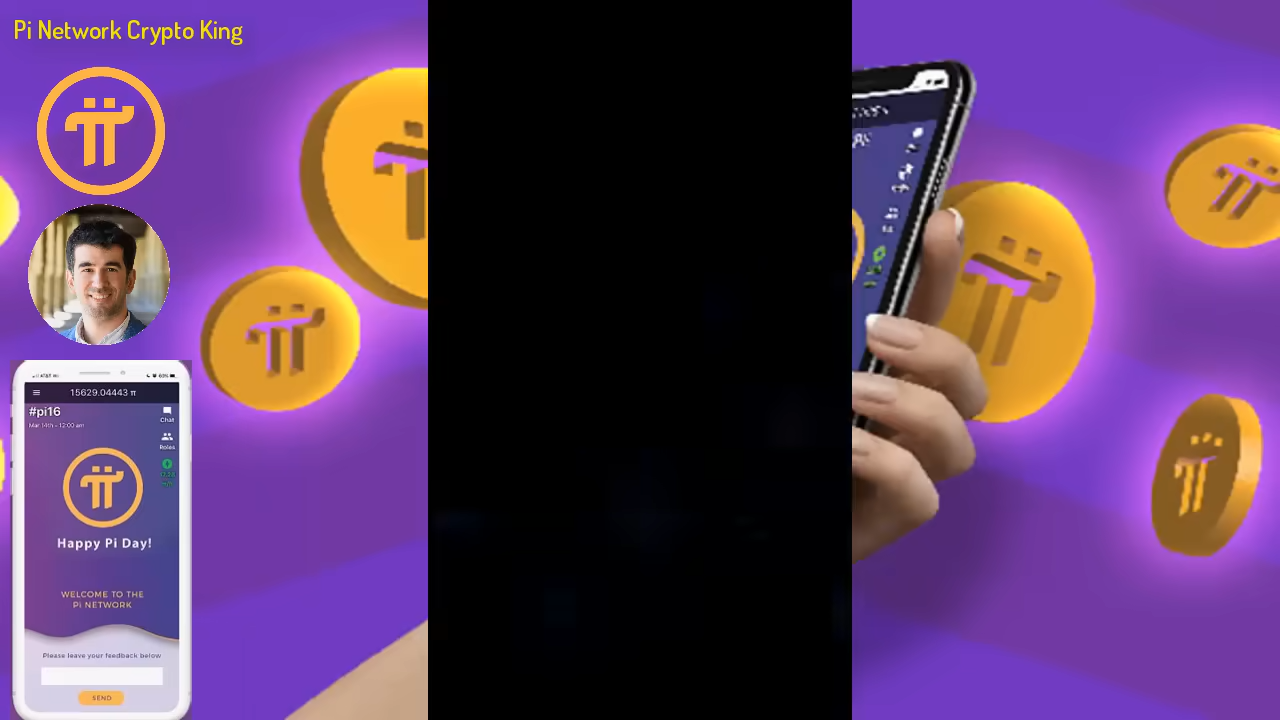 Pi Network Crypto King
15629.04443 π
#pi16
Mar 14th - 12:00 am
Chat
Roles
Happy Pi Day!
WELCOME TO THE
Pi NETWORK
Please leave your feedback below
SEND